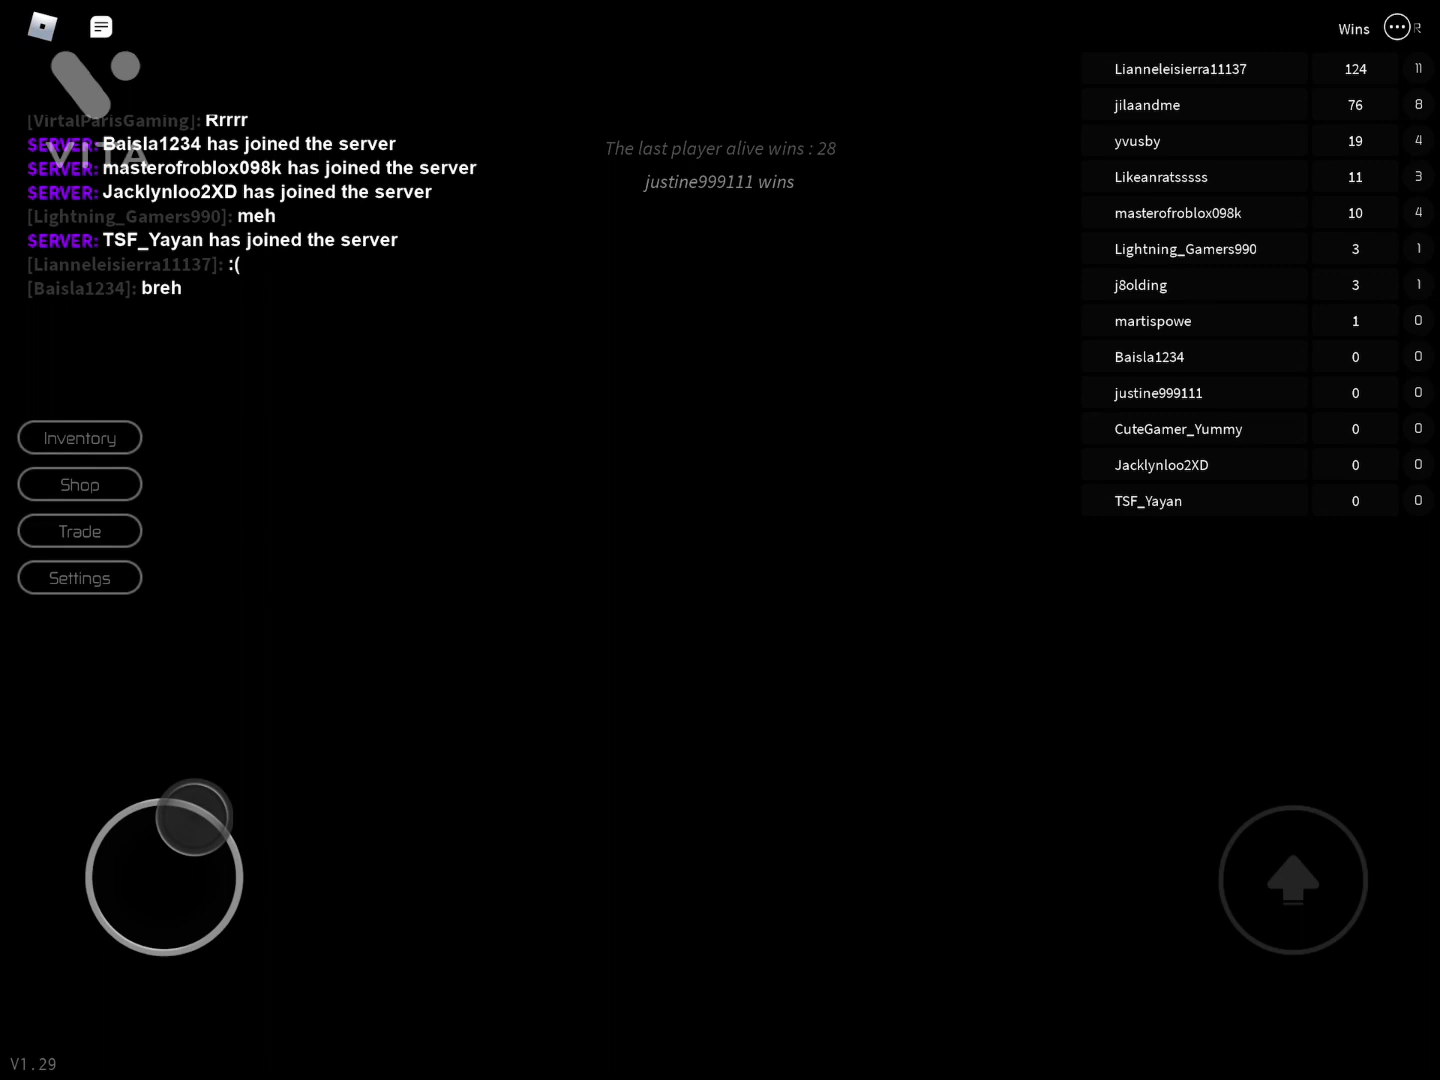 Wins R
VITA
[VirtalParisGaming]: Rrrrr
SERVER: Baisla1234 has joined the server
SERVER: masterofroblox098k has joined the server
SERVER: Jacklynloo2XD has joined the server
[Lightning_Gamers990]: meh
SERVER: TSF_Yayan has joined the server
[Lianneleisierra11137]: :(
[Baisla1234]: breh
The last player alive wins : 28
justine999111 wins
Lianneleisierra11137 124 11
jilaandme 76 8
yvusby 19 4
Likeanratsssss 11 3
masterofroblox098k 10 4
Lightning_Gamers990 3 1
j8olding 3 1
martispowe 1 0
Baisla1234 0 0
justine999111 0 0
CuteGamer_Yummy 0 0
Jacklynloo2XD 0 0
TSF_Yayan 0 0
Inventory
Shop
Trade
Settings
V1.29